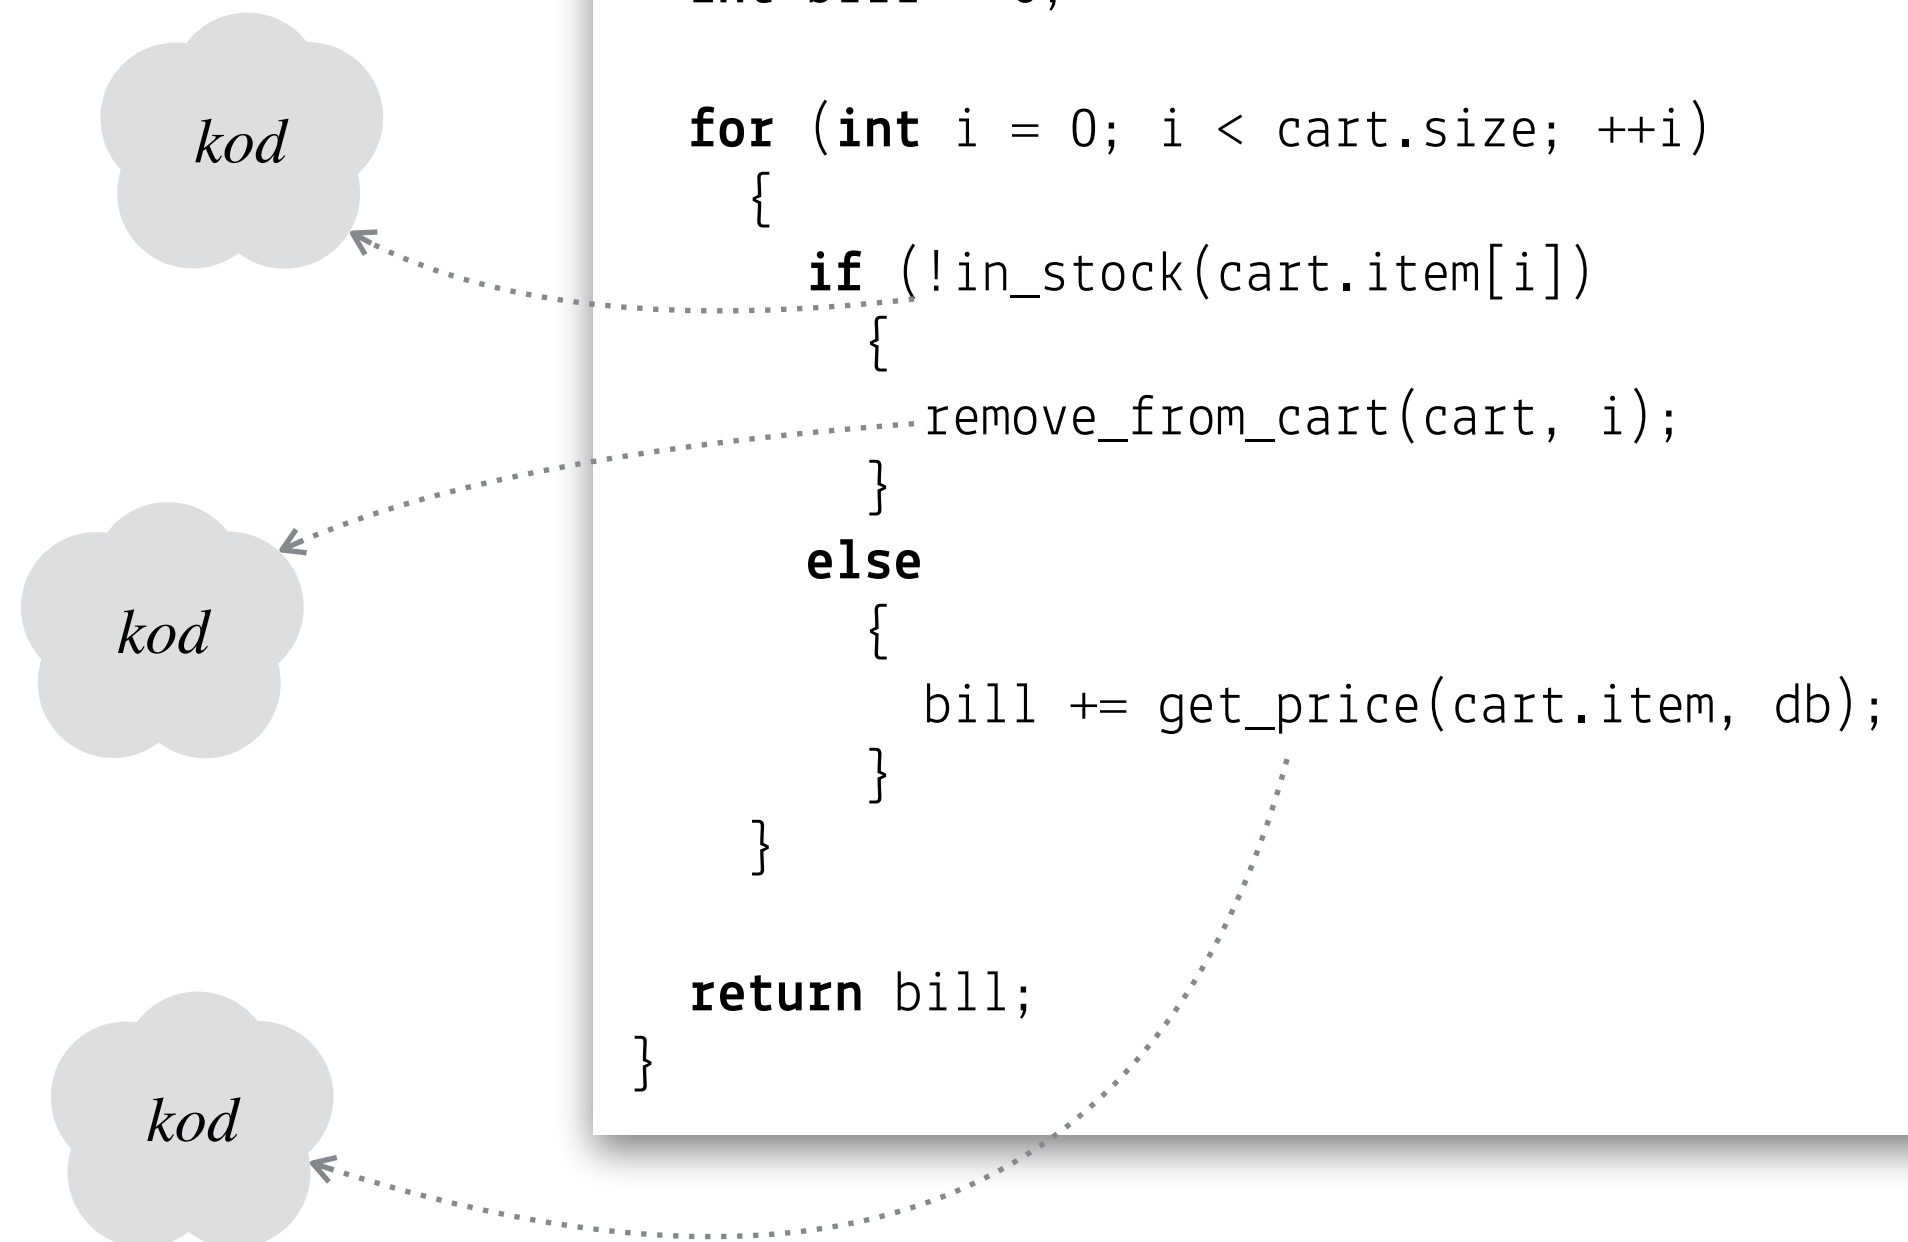 for (int i = 0; i < cart.size; ++i)
{
if (!in_stock(cart.item[i])
{
remove_from_cart(cart, i);
}
else
{
bill += get_price(cart.item, db);
}
}
return bill;
}
kod
kod
kod